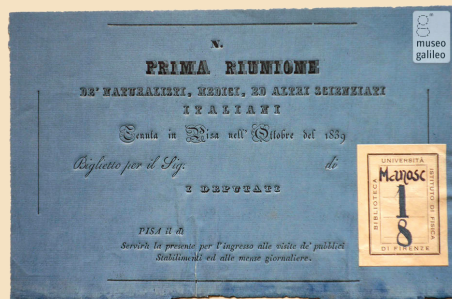 museo
galileo
N.
PRIMA RIUNIONE
DE' NATURALISTI, MEDICI, ED ALTRI SCIENZIATI
ITALIANI
Tenuta in Pisa nell' Ottobre del 1839
Biglietto per il Sig. di
I DEPUTATI
PISA il dì
Servirà la presente per l'ingresso alle visite de' pubblici
Stabilimenti ed alle mense giornaliere.
UNIVERSITÀ
BIBLIOTECA
Manosc
18
ISTITUTO DI FISICA
DI FIRENZE